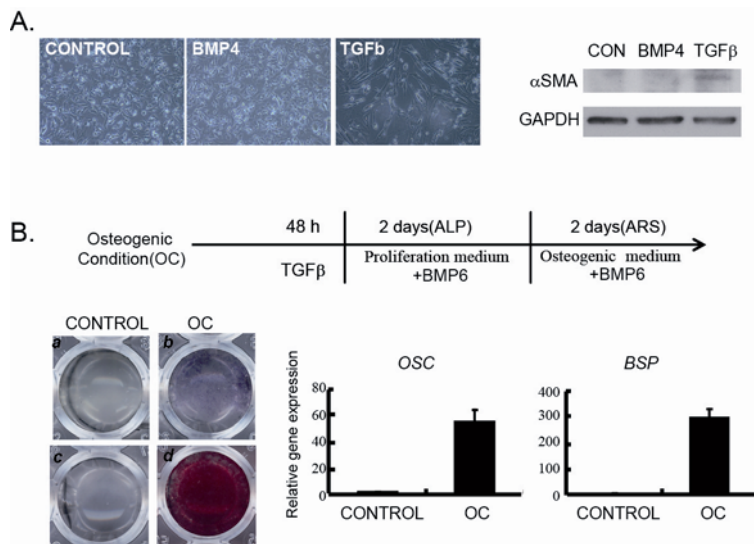 A.
CONTROL BMP4 TGFb
CON BMP4 TGFβ
αSMA
GAPDH
B.
Osteogenic
Condition(OC)
48 h 2 days(ALP) 2 days(ARS)
TGFβ
Proliferation medium
+BMP6
Osteogenic medium
+BMP6
CONTROL OC
a b
c d
Relative gene expression
OSC
80
60
40
20
0
CONTROL OC
BSP
400
300
200
100
0
CONTROL OC